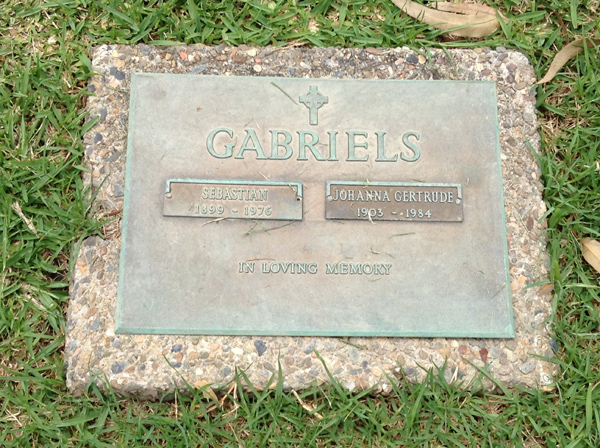 GABRIELS
SEBASTIAN
1899 - 1976
JOHANNA GERTRUDE
1903 - 1984
IN LOVING MEMORY